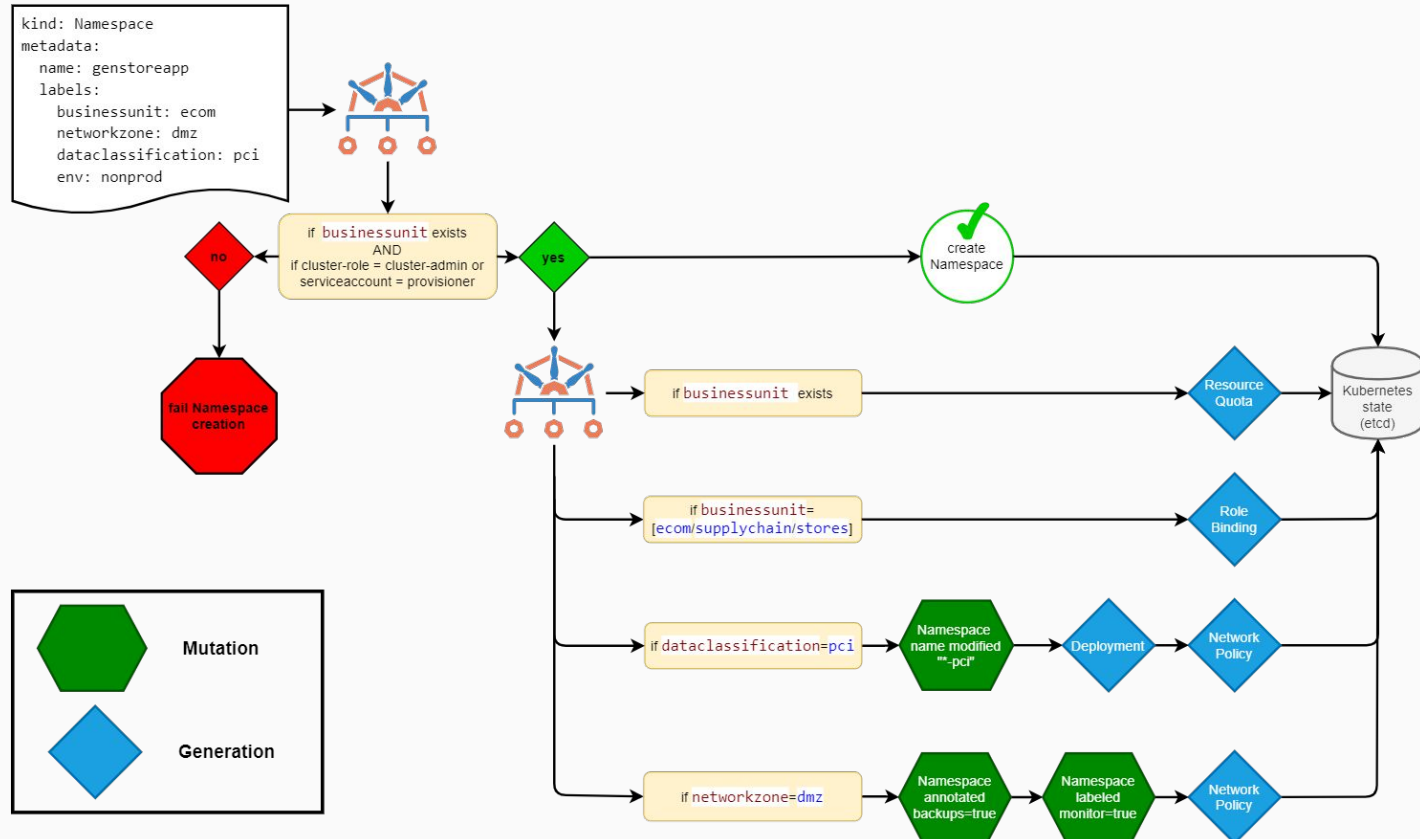 kind: Namespace
metadata:
  name: genstoreapp
  labels:
    businessunit: ecom
    networkzone: dmz
    dataclassification: pci
    env: nonprod
no
if businessunit exists
AND
if cluster-role = cluster-admin or
serviceaccount = provisioner
yes
create
Namespace
fail Namespace
creation
if businessunit exists
Resource
Quota
Kubernetes
state
(etcd)
if businessunit=
[ecom/supplychain/stores]
Role
Binding
if dataclassification=pci
Namespace
name modified
"*-pci"
Deployment
Network
Policy
if networkzone=dmz
Namespace
annotated
backups=true
Namespace
labeled
monitor=true
Network
Policy
Mutation
Generation